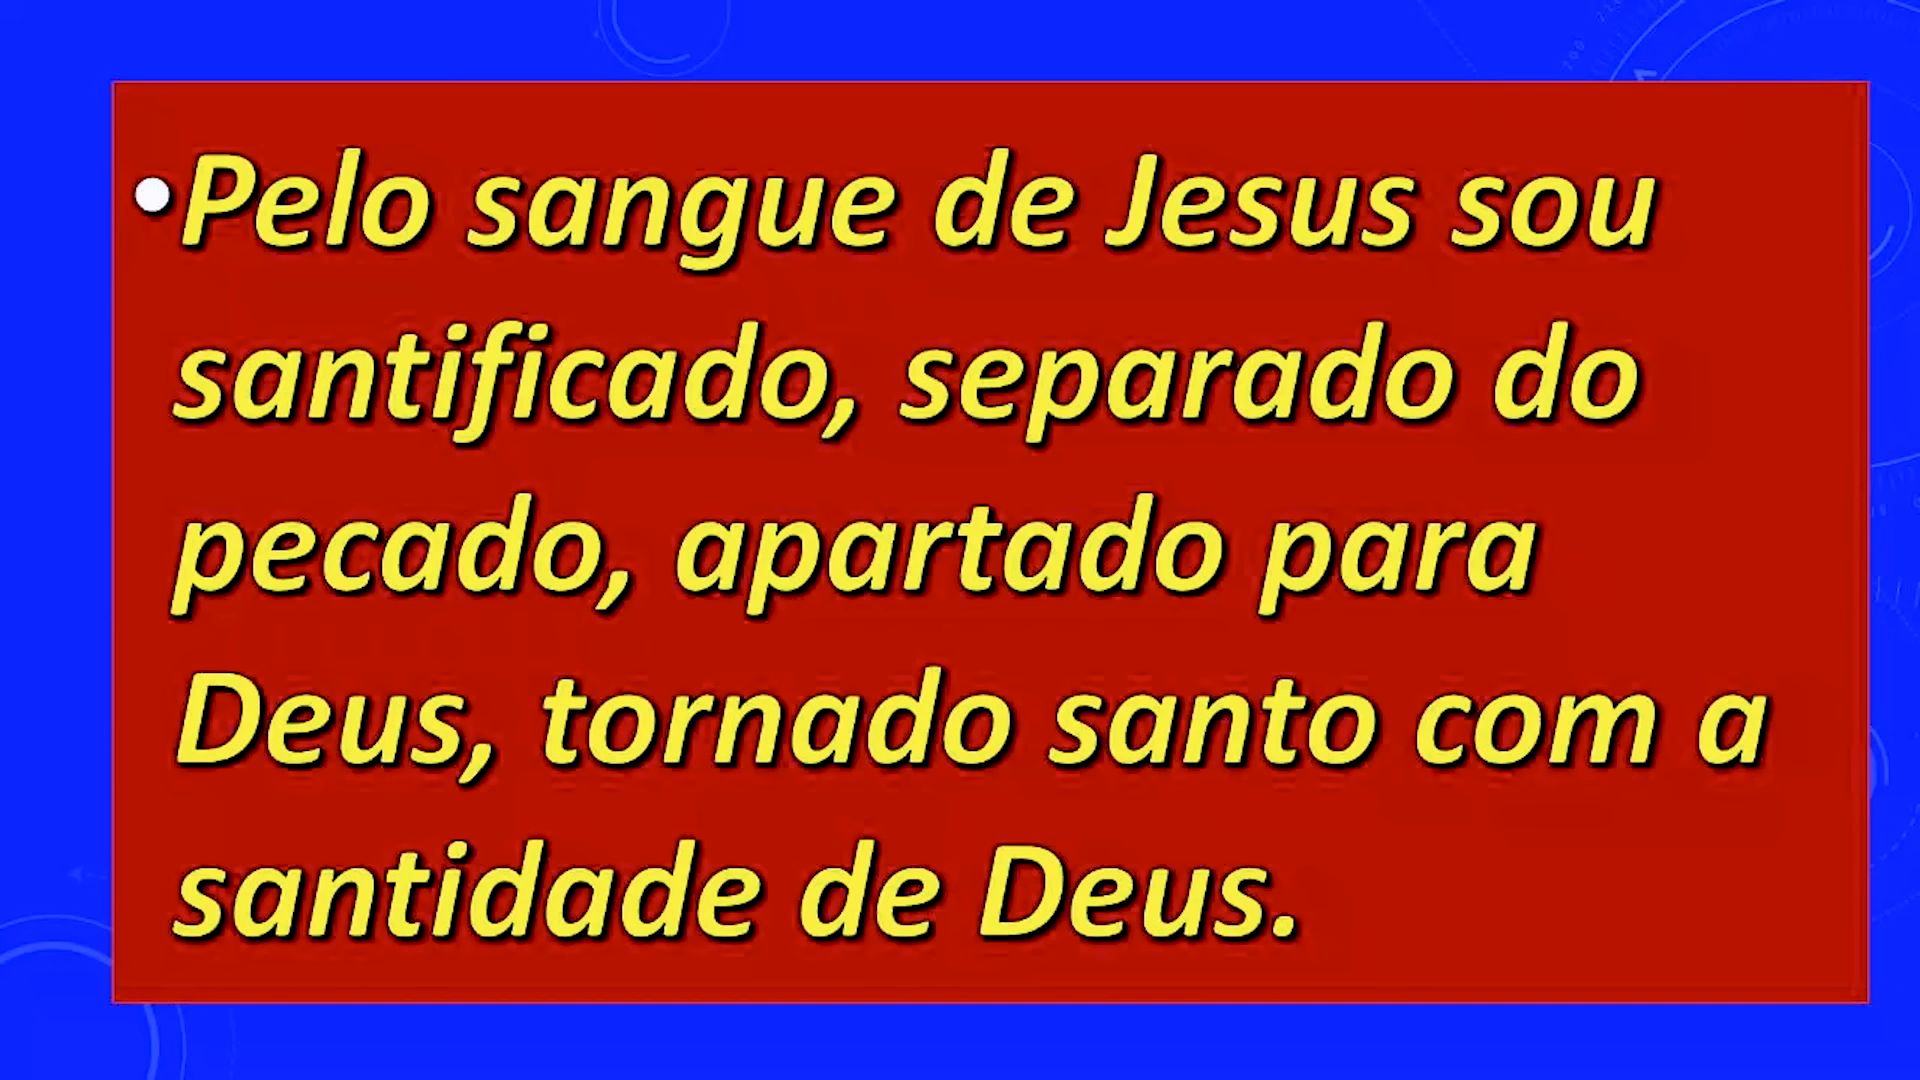 •Pelo sangue de Jesus sou
santificado, separado do
pecado, apartado para
Deus, tornado santo com a
santidade de Deus.